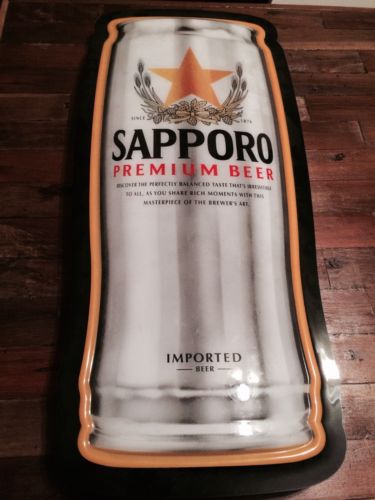 SINCE 1876
SAPPORO
PREMIUM BEER
DISCOVER THE PERFECTLY BALANCED TASTE THAT'S IRRESISTIBLE
TO ALL, AS YOU SHARE RICH MOMENTS WITH THIS
MASTERPIECE OF THE BREWER'S ART.
IMPORTED
BEER